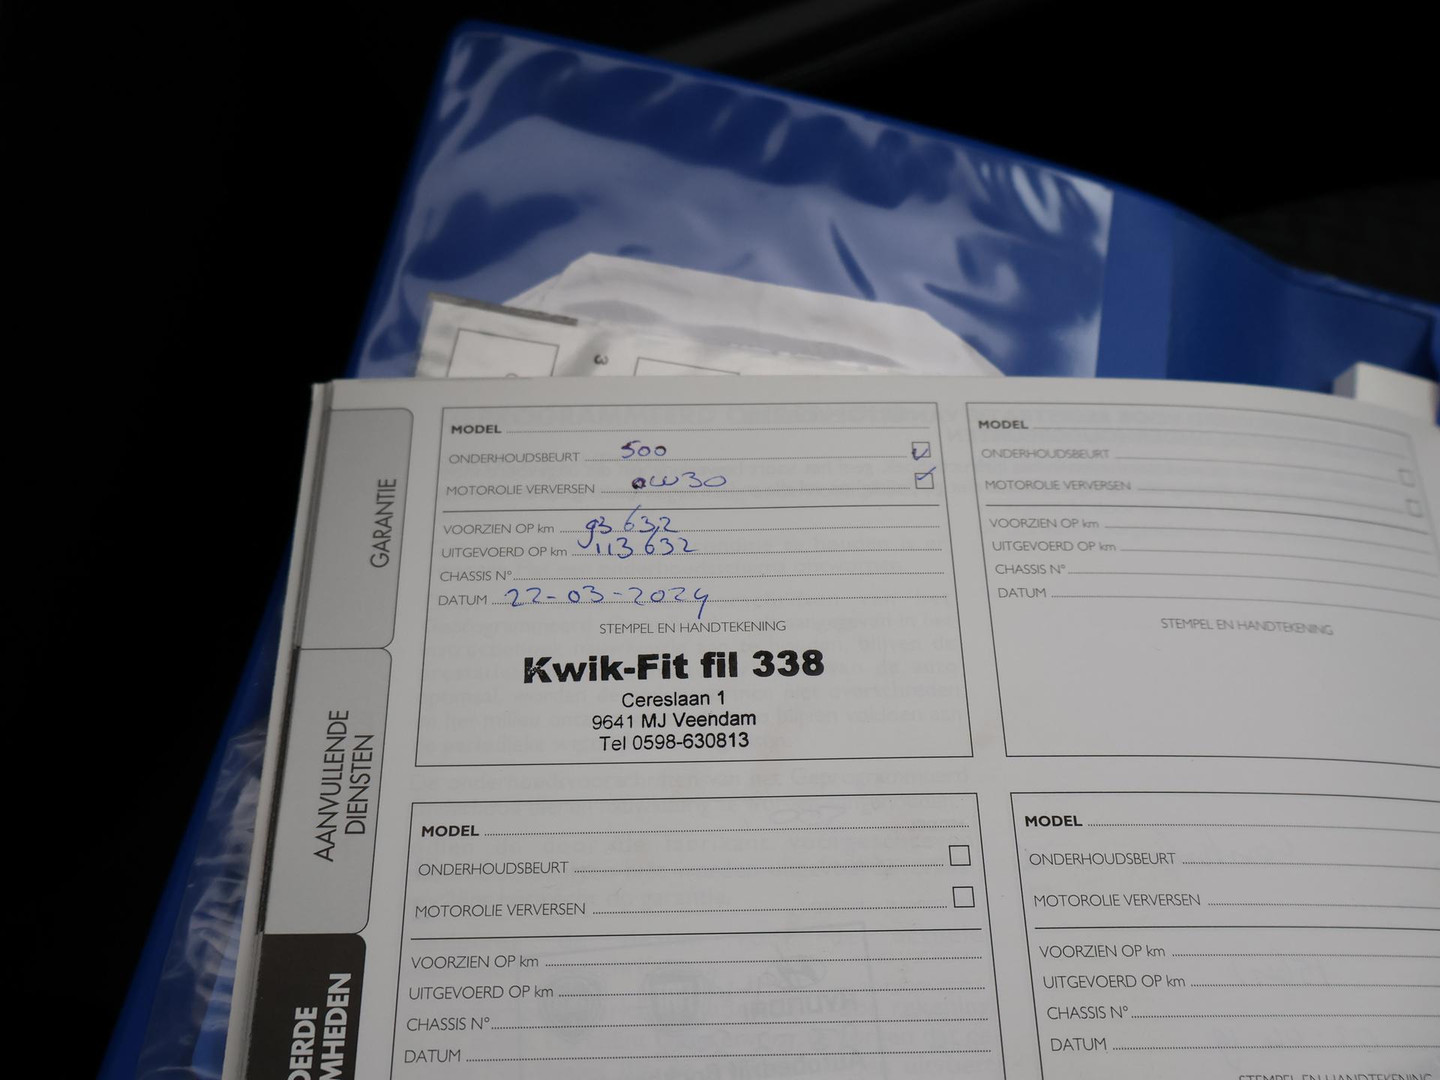 GARANTIE
AANVULLENDE
DIENSTEN
MODEL
ONDERHOUDSBEURT 500
MOTOROLIE VERVERSEN 0W30
VOORZIEN OP km 93 632
UITGEVOERD OP km 113 632
CHASSIS N°
DATUM 22-03-2024
STEMPEL EN HANDTEKENING
Kwik-Fit fil 338
Cereslaan 1
9641 MJ Veendam
Tel 0598-630813
MODEL
ONDERHOUDSBEURT
MOTOROLIE VERVERSEN
VOORZIEN OP km
UITGEVOERD OP km
CHASSIS N°
DATUM
STEMPEL EN HANDTEKENING
MODEL
ONDERHOUDSBEURT
MOTOROLIE VERVERSEN
VOORZIEN OP km
UITGEVOERD OP km
CHASSIS N°
DATUM
MODEL
ONDERHOUDSBEURT
MOTOROLIE VERVERSEN
VOORZIEN OP km
UITGEVOERD OP km
CHASSIS N°
DATUM
STEMPEL EN HANDTEKENING